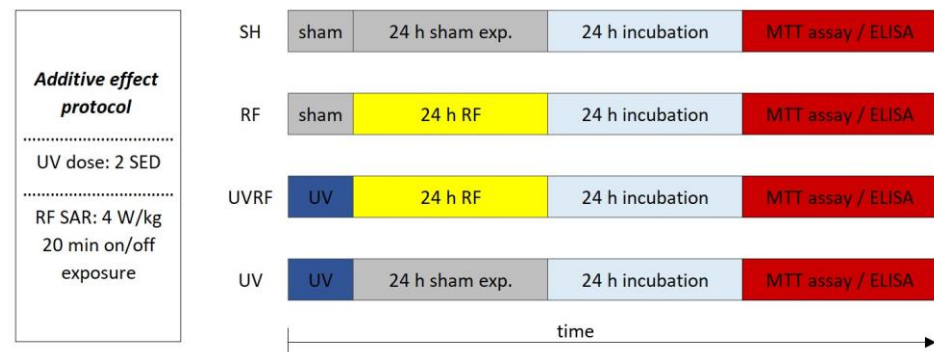 Additive effect
protocol
UV dose: 2 SED
RF SAR: 4 W/kg
20 min on/off
exposure
SH sham 24 h sham exp. 24 h incubation MTT assay / ELISA
RF sham 24 h RF 24 h incubation MTT assay / ELISA
UVRF UV 24 h RF 24 h incubation MTT assay / ELISA
UV UV 24 h sham exp. 24 h incubation MTT assay / ELISA
time